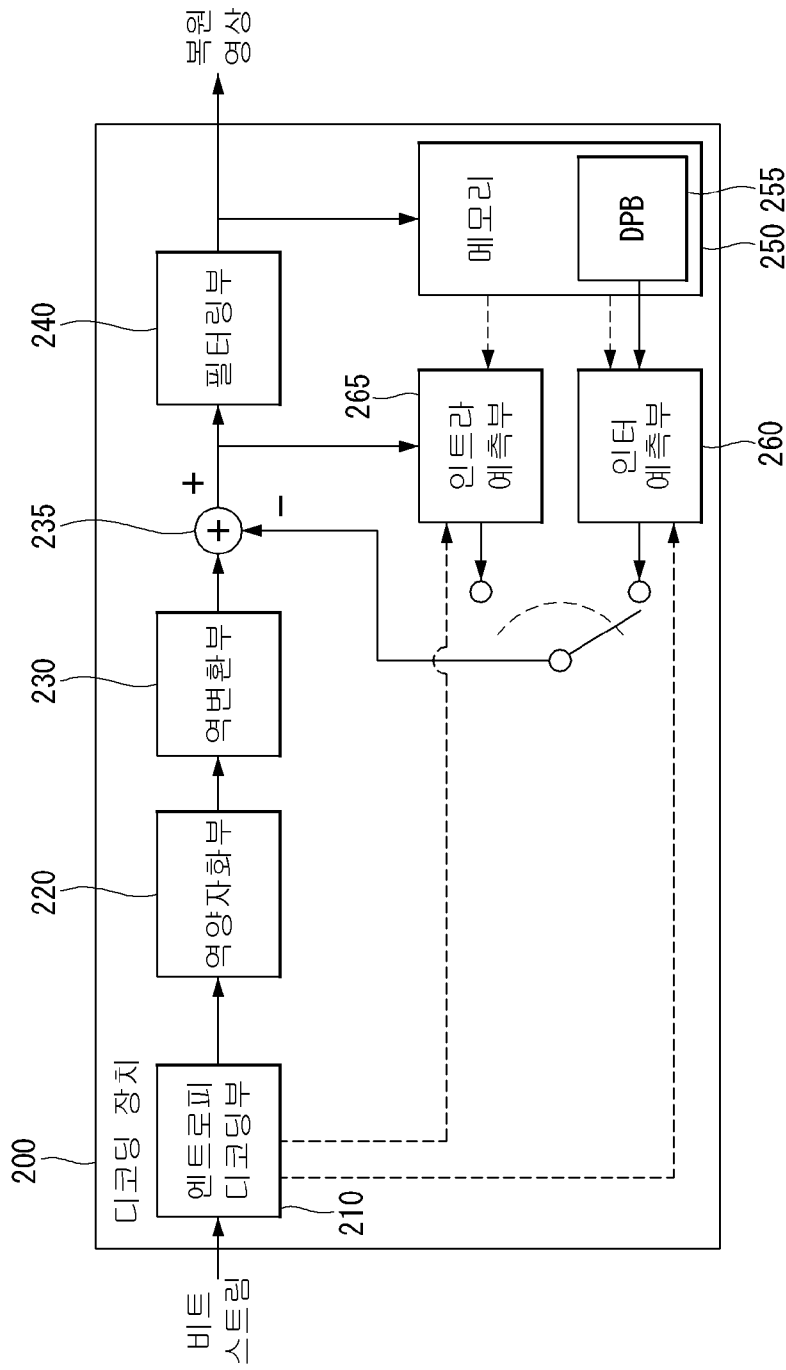 200
디코딩 장치
비트
스트림
엔트로피
디코딩부
210
220
역양자화부
230
역변환부
235
+
+
-
240
필터링부
복원
영상
메모리
DPB
255
250
265
인트라
예측부
인터
예측부
260